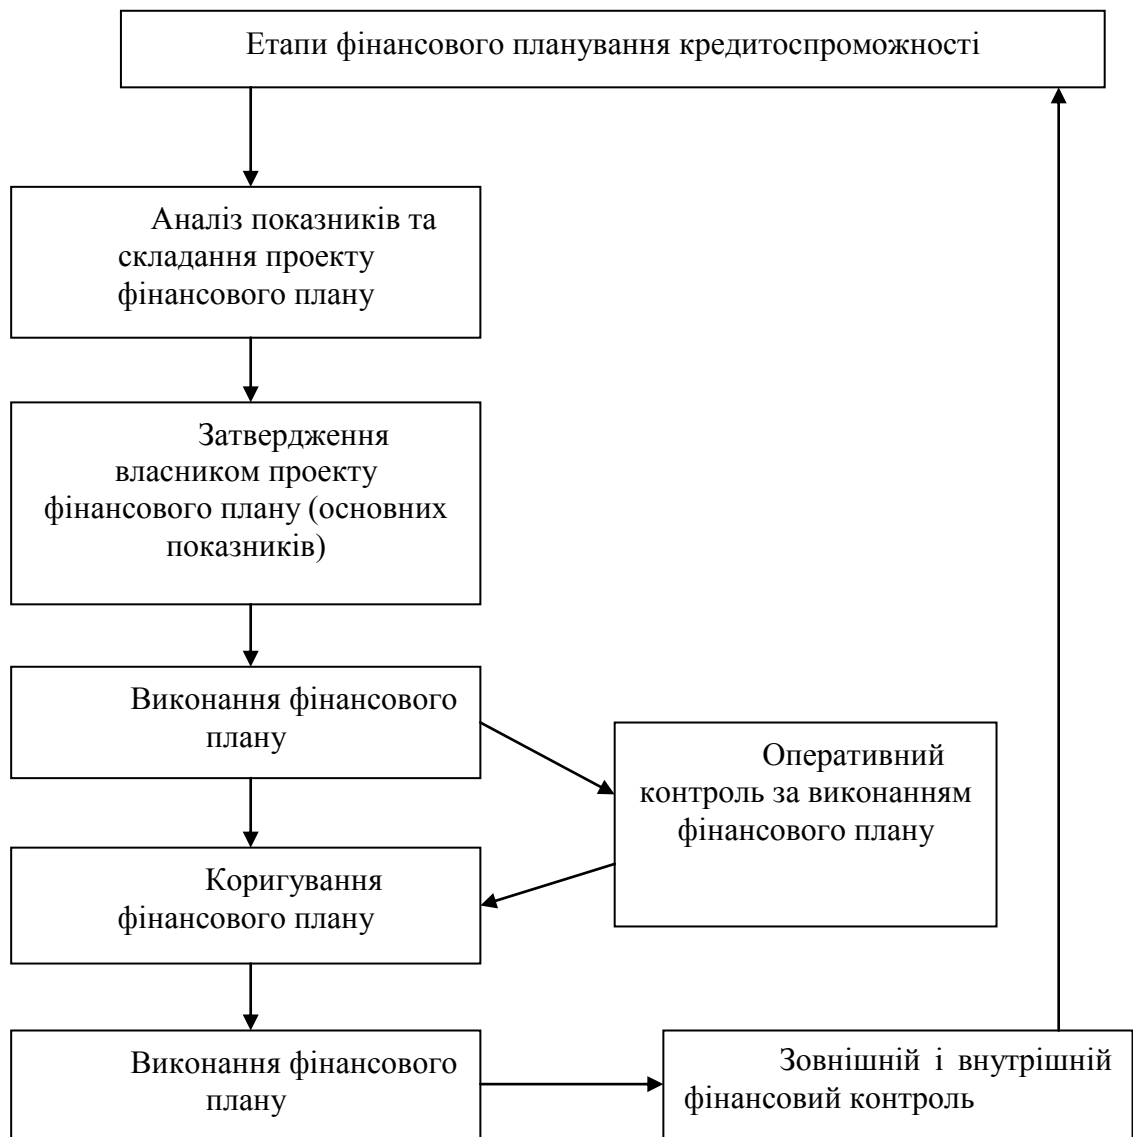 Етапи фінансового планування кредитоспроможності
Аналіз показників та
складання проекту
фінансового плану
Затвердження
власником проекту
фінансового плану (основних
показників)
Виконання фінансового
плану
Оперативний
контроль за виконанням
фінансового плану
Коригування
фінансового плану
Виконання фінансового
плану
Зовнішній і внутрішній
фінансовий контроль